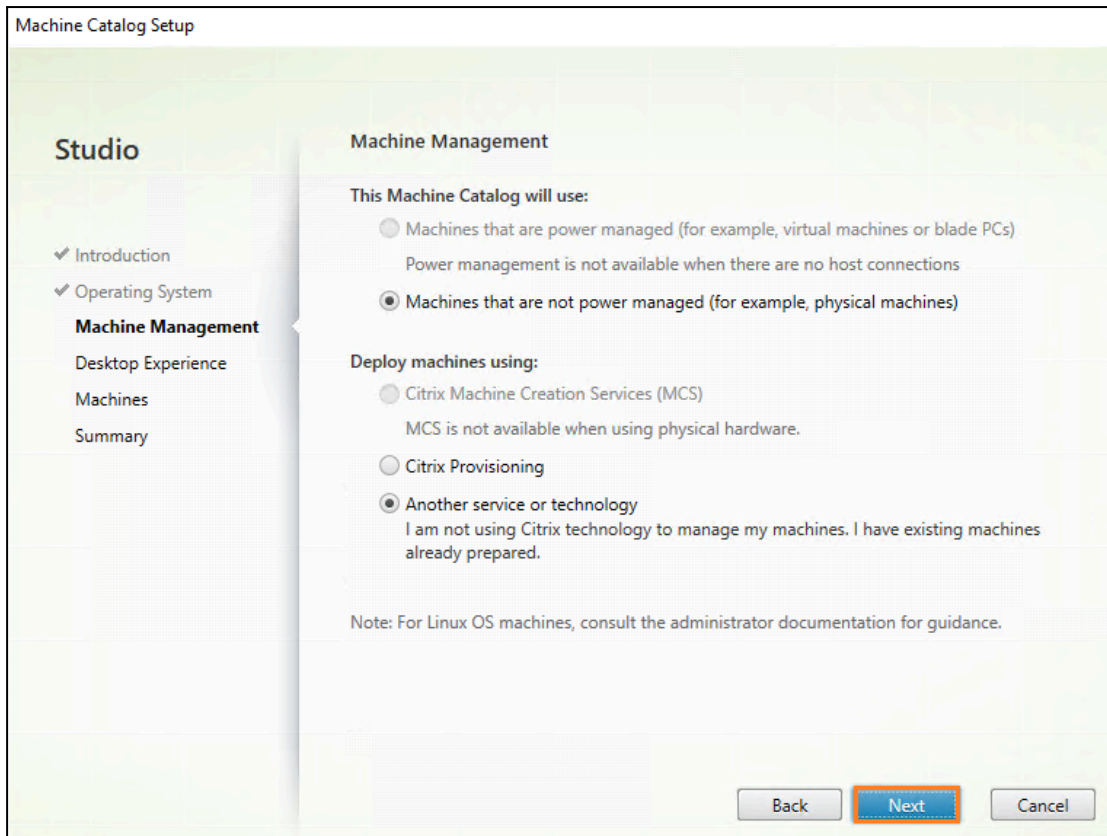 Machine Catalog Setup
Studio
Introduction
Operating System
Machine Management
Desktop Experience
Machines
Summary
Machine Management
This Machine Catalog will use:
Machines that are power managed (for example, virtual machines or blade PCs)
Power management is not available when there are no host connections
Machines that are not power managed (for example, physical machines)
Deploy machines using:
Citrix Machine Creation Services (MCS)
MCS is not available when using physical hardware.
Citrix Provisioning
Another service or technology
I am not using Citrix technology to manage my machines. I have existing machines
already prepared.
Note: For Linux OS machines, consult the administrator documentation for guidance.
Back
Next
Cancel